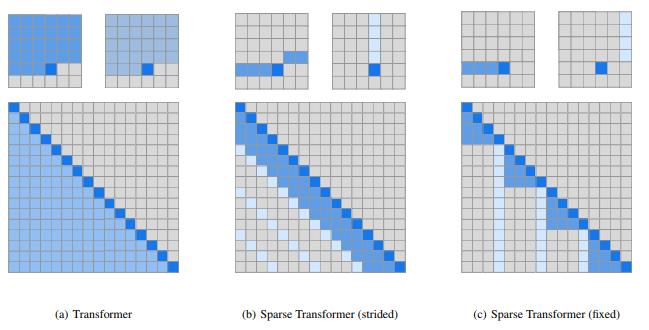 (a) Transformer
(b) Sparse Transformer (strided)
(c) Sparse Transformer (fixed)